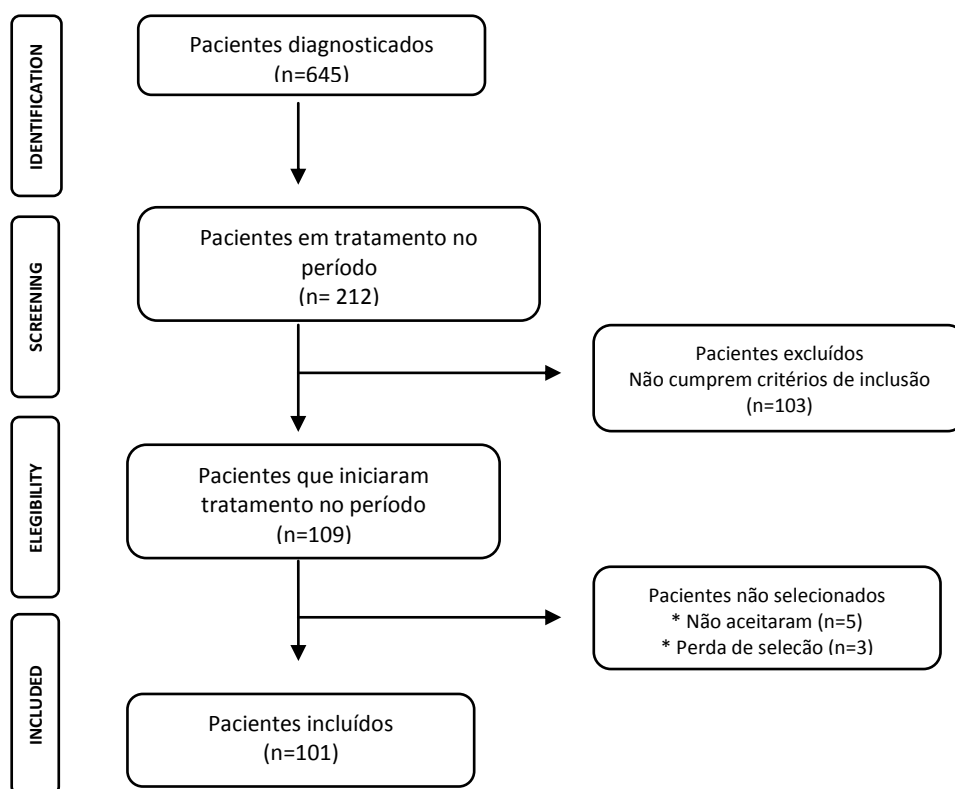 IDENTIFICATION
Pacientes diagnosticados
(n=645)
SCREENING
Pacientes em tratamento no
período
(n= 212)
Pacientes excluídos
Não cumprem critérios de inclusão
(n=103)
ELEGIBILITY
Pacientes que iniciaram
tratamento no período
(n=109)
Pacientes não selecionados
* Não aceitaram (n=5)
* Perda de seleção (n=3)
INCLUDED
Pacientes incluídos
(n=101)